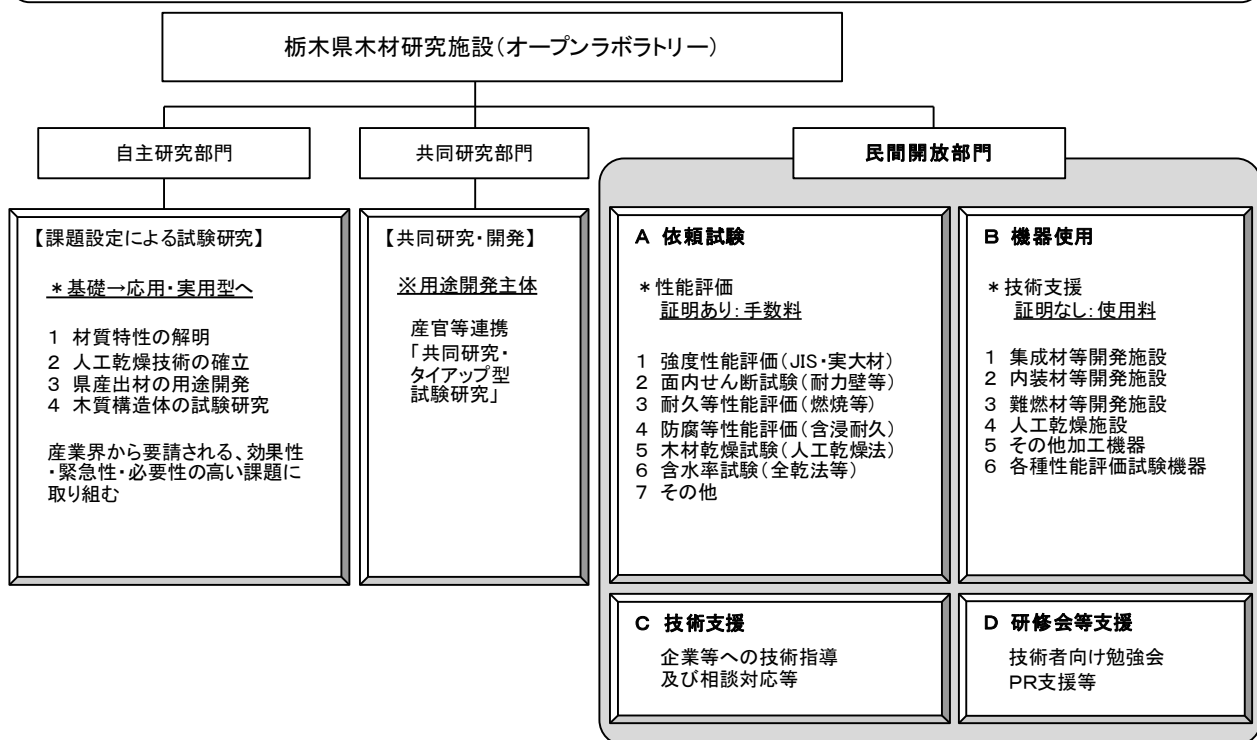 栃木県木材研究施設（オープンラボラトリー）
自主研究部門
共同研究部門
民間開放部門
【課題設定による試験研究】
＊基礎→応用・実用型へ
１ 材質特性の解明
２ 人工乾燥技術の確立
３ 県産出材の用途開発
４ 木質構造体の試験研究
産業界から要請される、効果性
・緊急性・必要性の高い課題に
取り組む
【共同研究・開発】
※用途開発主体
産官等連携
「共同研究・
タイアップ型
試験研究」
Ａ 依頼試験
＊性能評価
証明あり：手数料
１ 強度性能評価（JIS・実大材）
２ 面内せん断試験（耐力壁等）
３ 耐久等性能評価（燃焼等）
４ 防腐等性能評価（含浸耐久）
５ 木材乾燥試験（人工乾燥法）
６ 含水率試験（全乾法等）
７ その他
Ｂ 機器使用
＊技術支援
証明なし：使用料
１ 集成材等開発施設
２ 内装材等開発施設
３ 難燃材等開発施設
４ 人工乾燥施設
５ その他加工機器
６ 各種性能評価試験機器
Ｃ 技術支援
企業等への技術指導
及び相談対応等
Ｄ 研修会等支援
技術者向け勉強会
ＰＲ支援等